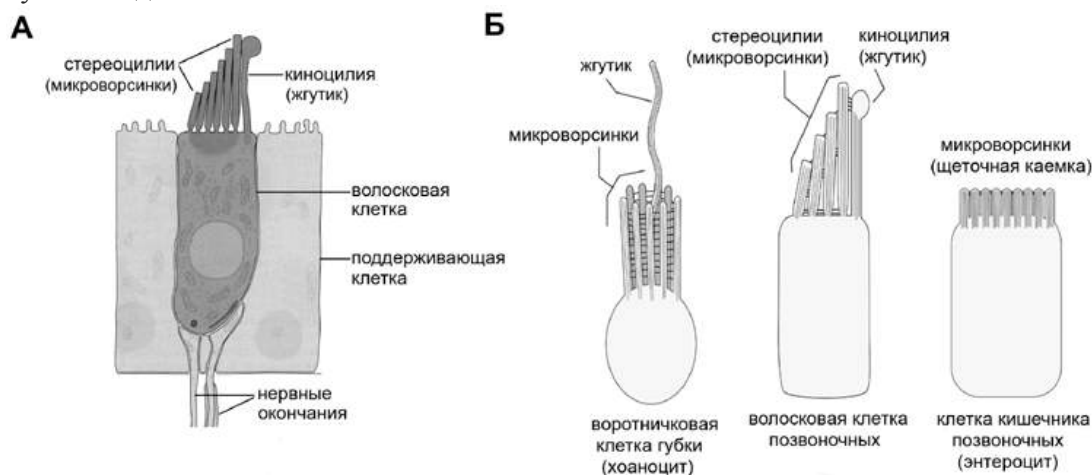 А
стереоцилии
(микроворсинки)
киноцилия
(жгутик)
волосковая
клетка
поддерживающая
клетка
нервные
окончания
Б
жгутик
микроворсинки
стереоцилии
(микроворсинки)
киноцилия
(жгутик)
микроворсинки
(щеточная каемка)
воротничковая
клетка губки
(хоаноцит)
волосковая клетка
позвоночных
клетка кишечника
позвоночных
(энтероцит)